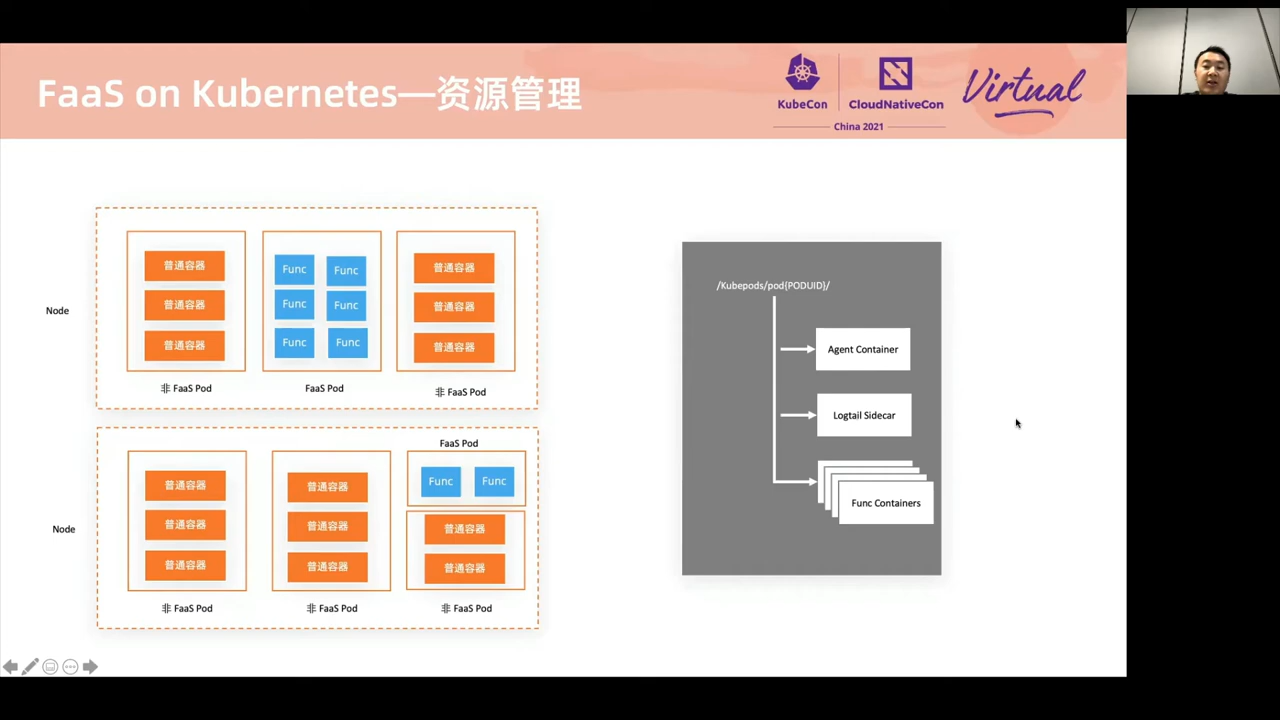 FaaS on Kubernetes—资源管理
KubeCon
CloudNativeCon
China 2021
Virtual
Node
普通容器
普通容器
普通容器
非 FaaS Pod
Func
Func
Func
Func
Func
Func
FaaS Pod
普通容器
普通容器
普通容器
非 FaaS Pod
Node
普通容器
普通容器
普通容器
非 FaaS Pod
普通容器
普通容器
普通容器
非 FaaS Pod
FaaS Pod
Func
Func
普通容器
普通容器
非 FaaS Pod
/Kubepods/pod{PODUID}/
Agent Container
Logtail Sidecar
Func Containers